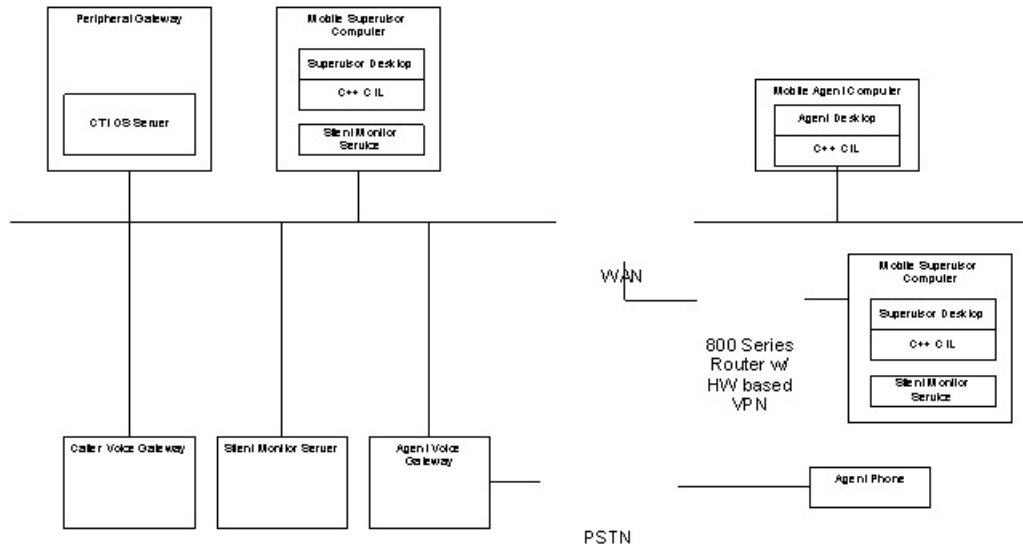 Peripheral Gateway
CTI OS Server
Mobile Supervisor
Computer
Supervisor Desktop
C++ CIL
Silent Monitor
Service
Mobile Agent Computer
Agent Desktop
C++ CIL
WAN
Mobile Supervisor
Computer
Supervisor Desktop
C++ CIL
Silent Monitor
Service
800 Series
Router w/
HW based
VPN
Caller Voice Gateway
Silent Monitor Server
Agent Voice
Gateway
Agent Phone
PSTN